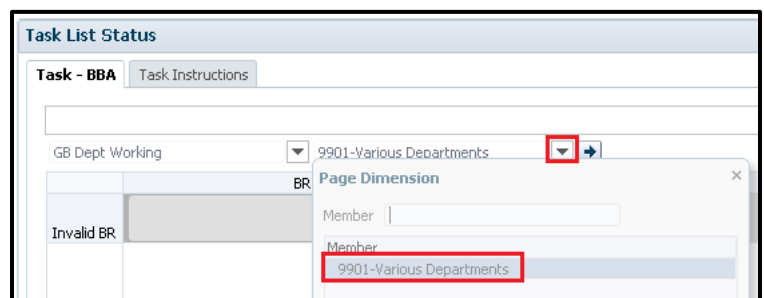 Task List Status
Task - BBA Task Instructions
GB Dept Working 9901-Various Departments
BR Page Dimension
Member
Invalid BR
Member
9901-Various Departments